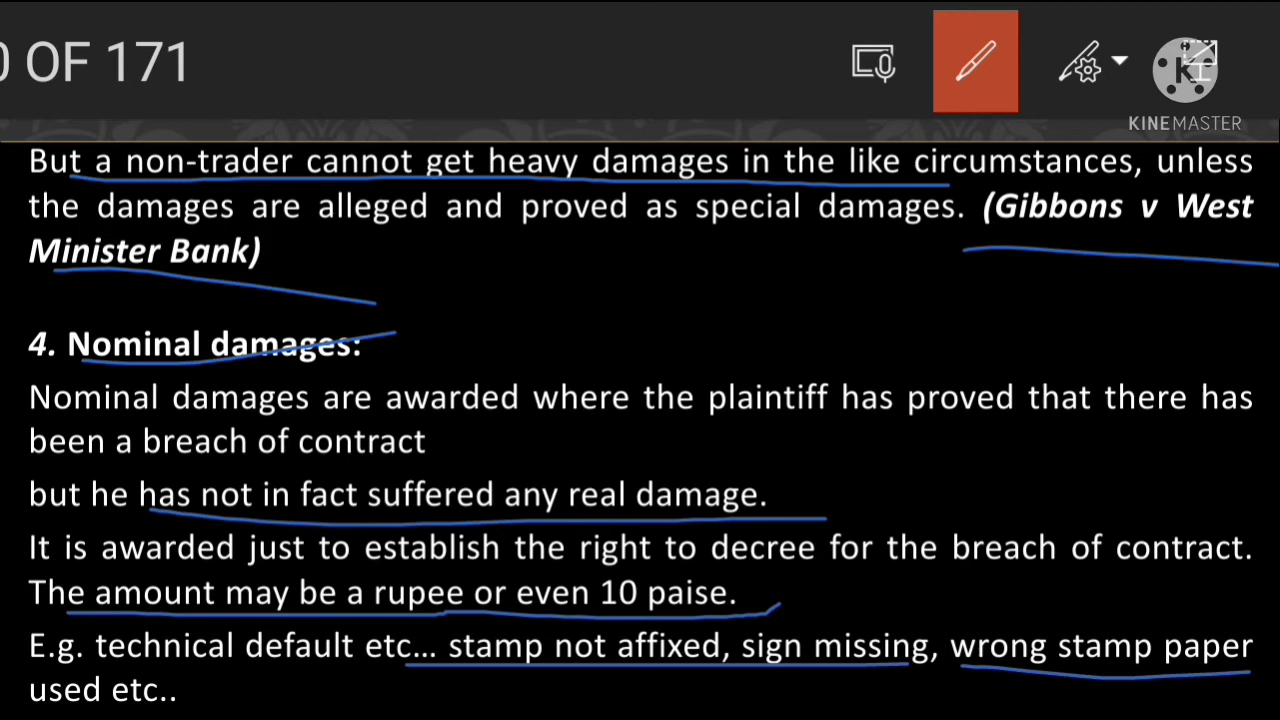 0 OF 171
KINEMASTER
But a non-trader cannot get heavy damages in the like circumstances, unless
the damages are alleged and proved as special damages. (Gibbons v West
Minister Bank)
4. Nominal damages:
Nominal damages are awarded where the plaintiff has proved that there has
been a breach of contract
but he has not in fact suffered any real damage.
It is awarded just to establish the right to decree for the breach of contract.
The amount may be a rupee or even 10 paise.
E.g. technical default etc... stamp not affixed, sign missing, wrong stamp paper
used etc..